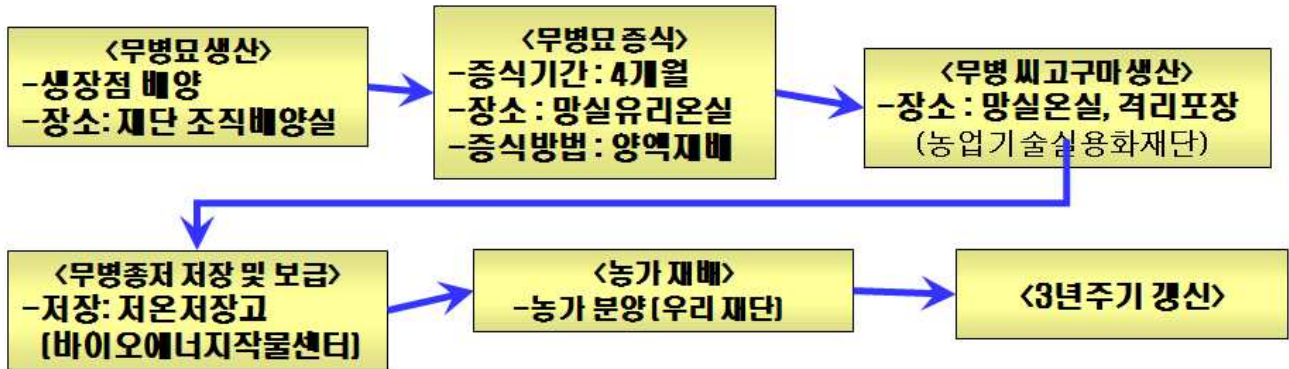 <무병묘 생산>
-생장점 배양
-장소: 재단 조직배양실
<무병묘 증식>
-증식기간 : 4개월
-장소 : 망실유리온실
-증식방법 : 양액재배
<무병 씨고구마 생산>
-장소 : 망실온실, 격리포장
(농업기술실용화재단)
<무병종저 저장 및 보급>
-저장: 저온저장고
(바이오에너지작물센터)
<농가 재배>
-농가 분양 (우리 재단)
<3년주기 갱신>